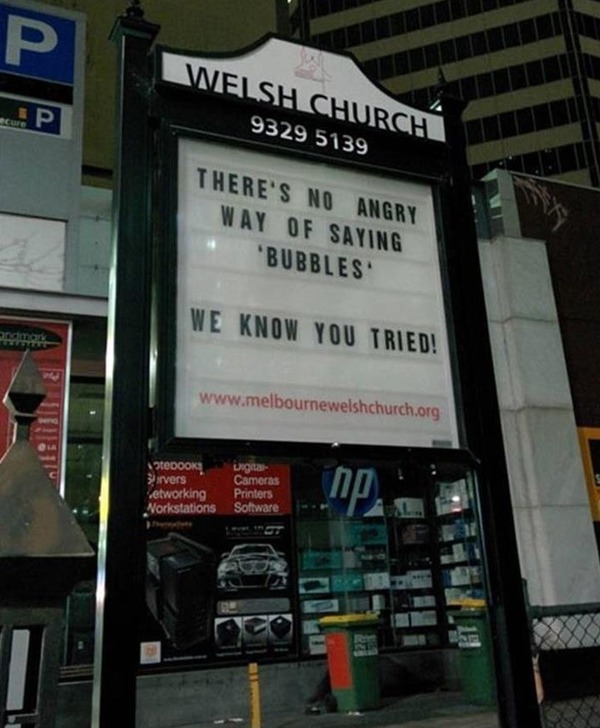 P
P
WELSH CHURCH
9329 5139
THERE'S NO ANGRY
WAY OF SAYING
'BUBBLES'
WE KNOW YOU TRIED!
www.melbournewelshchurch.org
Digital
Cameras
Printers
Software
Workstations
hp